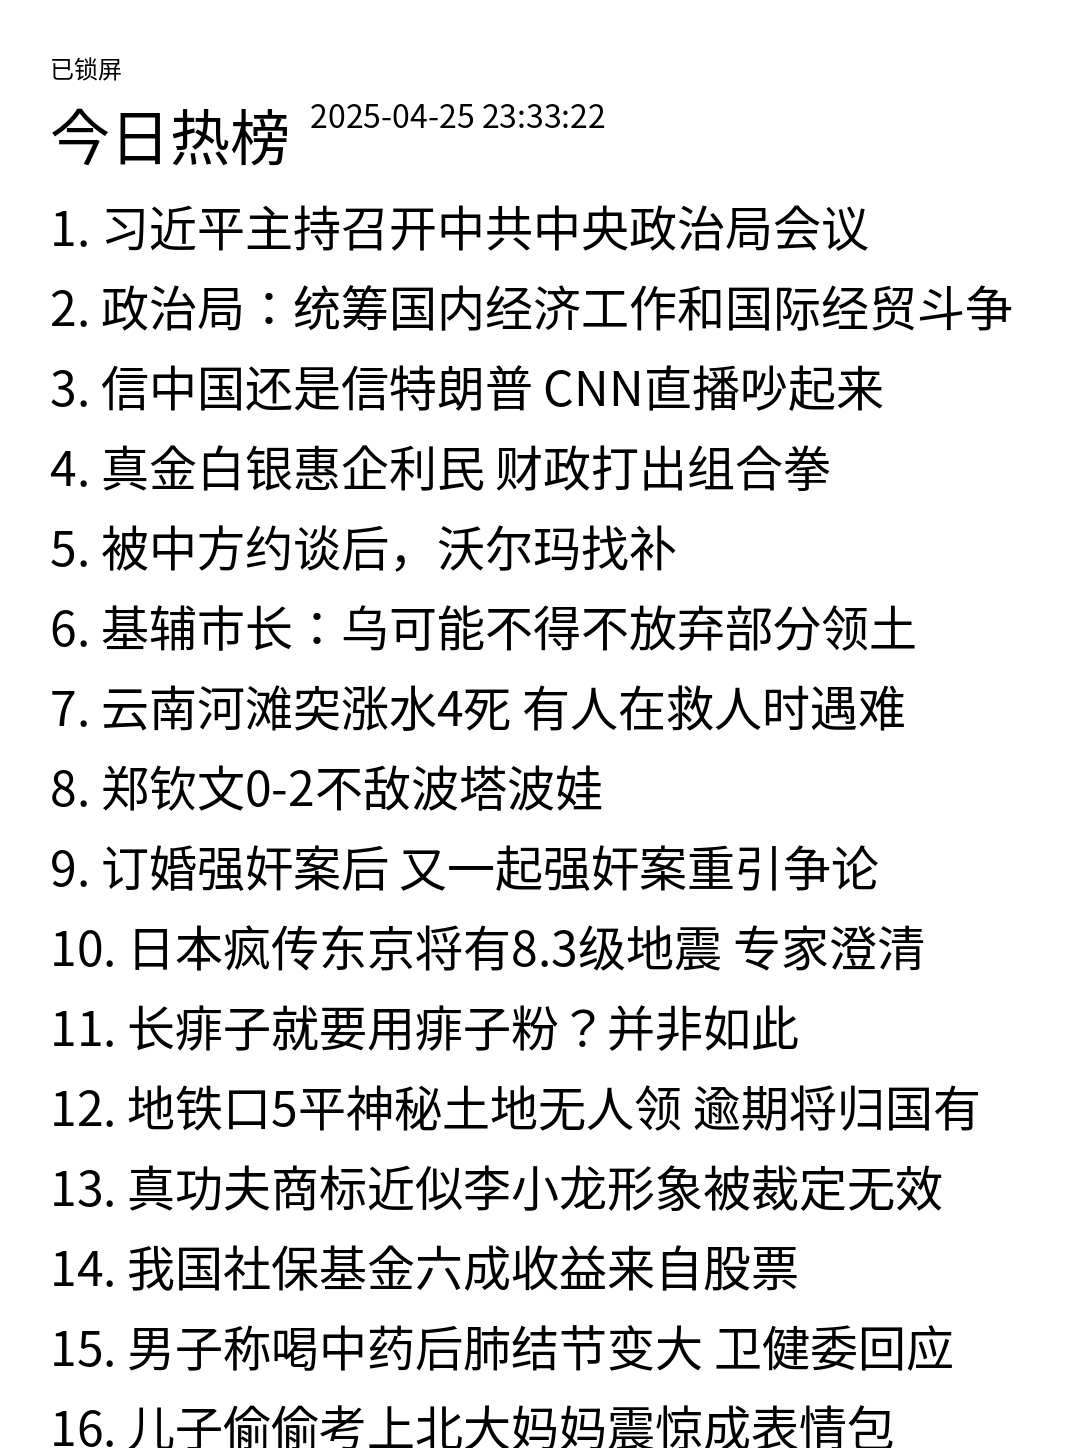 已锁屏
今日热榜 2025-04-25 23:33:22
1. 习近平主持召开中共中央政治局会议
2. 政治局：统筹国内经济工作和国际经贸斗争
3. 信中国还是信特朗普 CNN直播吵起来
4. 真金白银惠企利民 财政打出组合拳
5. 被中方约谈后，沃尔玛找补
6. 基辅市长：乌可能不得不放弃部分领土
7. 云南河滩突涨水4死 有人在救人时遇难
8. 郑钦文0-2不敌波塔波娃
9. 订婚强奸案后 又一起强奸案重引争论
10. 日本疯传东京将有8.3级地震 专家澄清
11. 长痱子就要用痱子粉？并非如此
12. 地铁口5平神秘土地无人领 逾期将归国有
13. 真功夫商标近似李小龙形象被裁定无效
14. 我国社保基金六成收益来自股票
15. 男子称喝中药后肺结节变大 卫健委回应
16. 儿子偷偷考上北大妈妈震惊成表情包